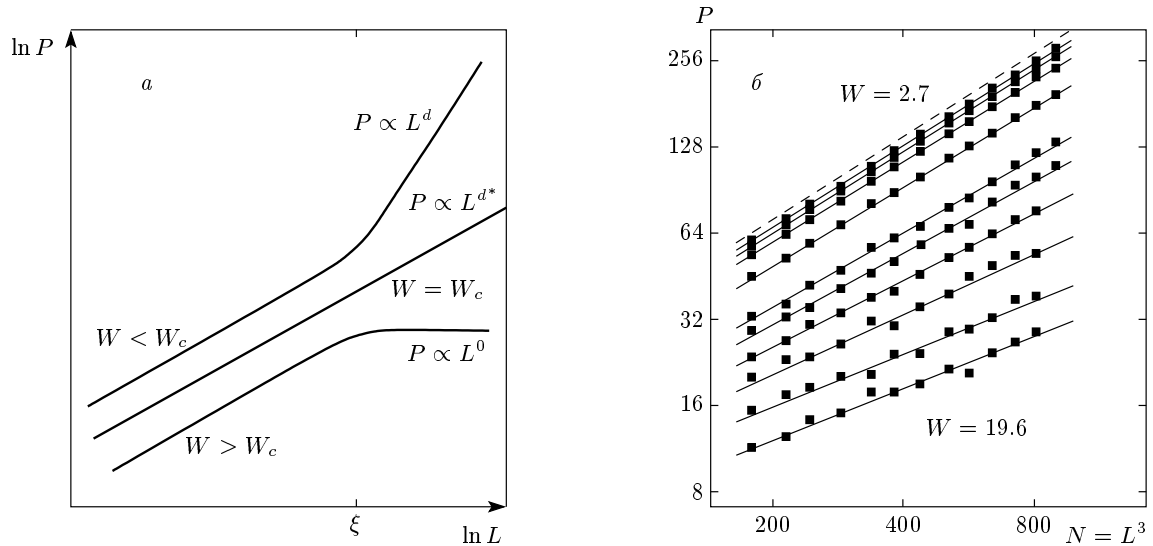 ln P
а
P ∝ L^d
P ∝ L^{d*}
W = W_c
W < W_c
P ∝ L^0
W > W_c
ξ
ln L
P
б
256
128
64
32
16
8
W = 2.7
W = 19.6
200
400
800
N = L^3